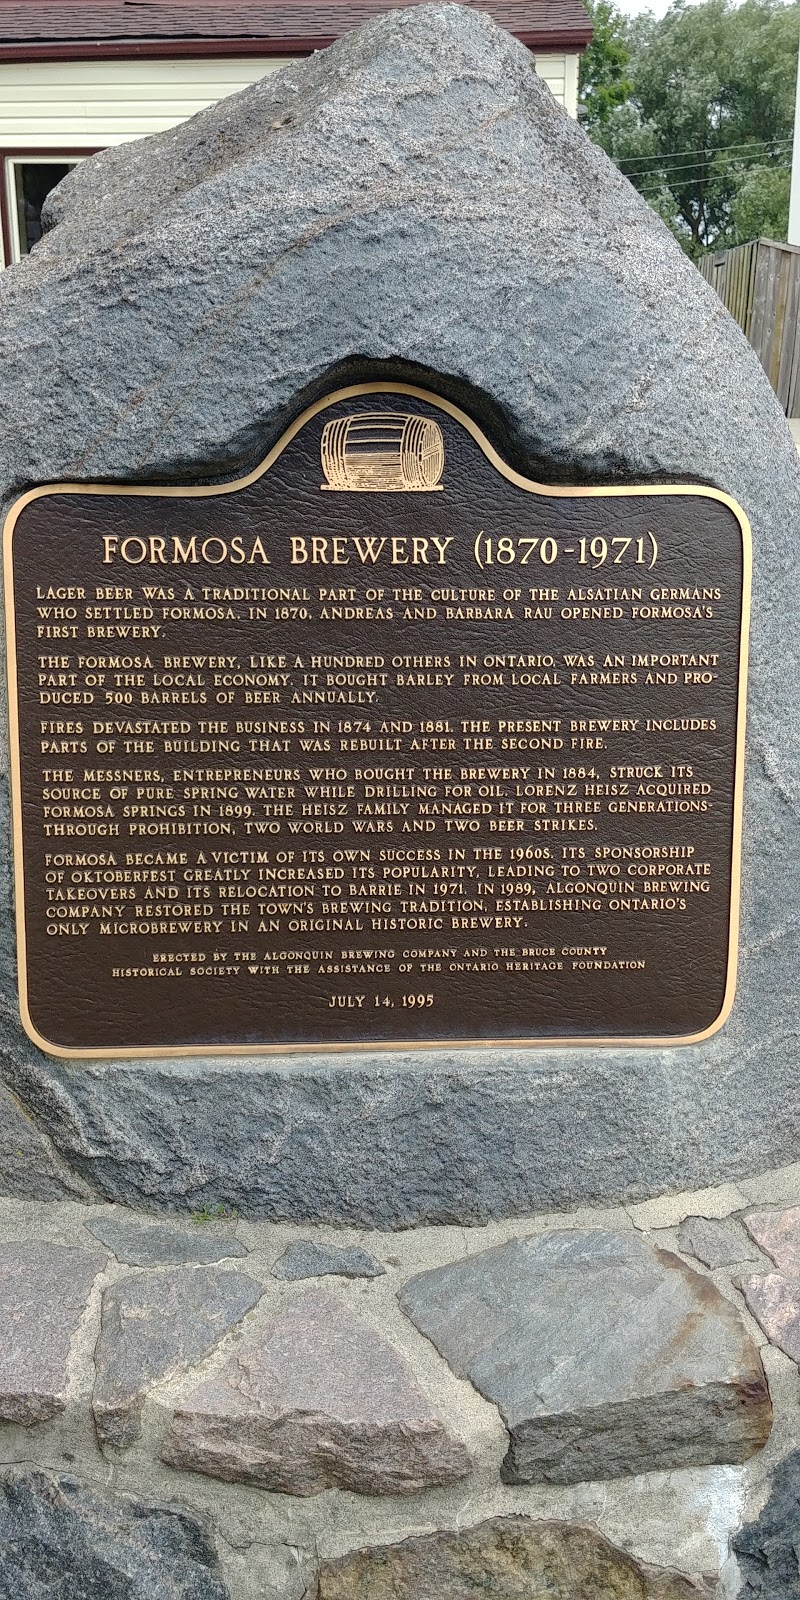 FORMOSA BREWERY (1870-1971)
LAGER BEER WAS A TRADITIONAL PART OF THE CULTURE OF THE ALSATIAN GERMANS
WHO SETTLED FORMOSA. IN 1870, ANDREAS AND BARBARA RAU OPENED FORMOSA'S
FIRST BREWERY.
THE FORMOSA BREWERY, LIKE A HUNDRED OTHERS IN ONTARIO, WAS AN IMPORTANT
PART OF THE LOCAL ECONOMY. IT BOUGHT BARLEY FROM LOCAL FARMERS AND PRO-
DUCED 500 BARRELS OF BEER ANNUALLY.
FIRES DEVASTATED THE BUSINESS IN 1874 AND 1881. THE PRESENT BREWERY INCLUDES
PARTS OF THE BUILDING THAT WAS REBUILT AFTER THE SECOND FIRE.
THE MESSNERS, ENTREPRENEURS WHO BOUGHT THE BREWERY IN 1884, STRUCK ITS
SOURCE OF PURE SPRING WATER WHILE DRILLING FOR OIL. LORENZ HEISZ ACQUIRED
FORMOSA SPRINGS IN 1899. THE HEISZ FAMILY MANAGED IT FOR THREE GENERATIONS-
THROUGH PROHIBITION, TWO WORLD WARS AND TWO BEER STRIKES.
FORMOSA BECAME A VICTIM OF ITS OWN SUCCESS IN THE 1960S. ITS SPONSORSHIP
OF OKTOBERFEST GREATLY INCREASED ITS POPULARITY, LEADING TO TWO CORPORATE
TAKEOVERS AND ITS RELOCATION TO BARRIE IN 1971. IN 1989, ALGONQUIN BREWING
COMPANY RESTORED THE TOWN'S BREWING TRADITION, ESTABLISHING ONTARIO'S
ONLY MICROBREWERY IN AN ORIGINAL HISTORIC BREWERY.
ERECTED BY THE ALGONQUIN BREWING COMPANY AND THE BRUCE COUNTY
HISTORICAL SOCIETY WITH THE ASSISTANCE OF THE ONTARIO HERITAGE FOUNDATION
JULY 14, 1995